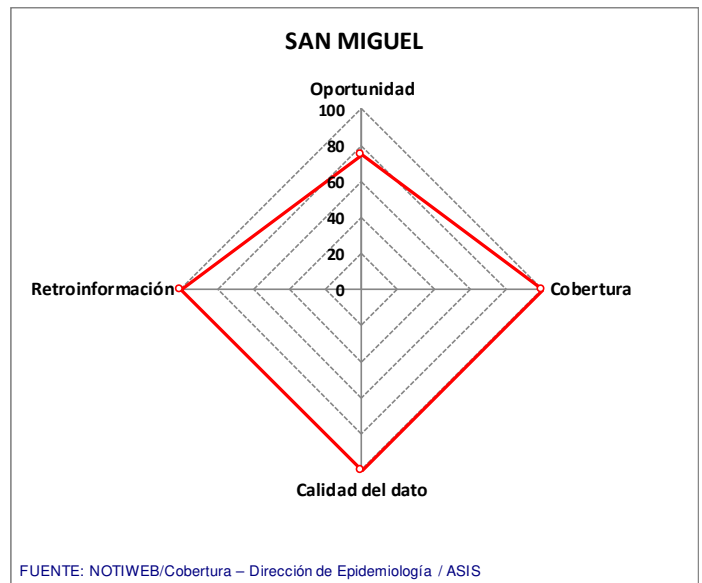 SAN MIGUEL
Oportunidad
100
80
60
40
20
0
Retroinformación
Cobertura
Calidad del dato
FUENTE: NOTIWEB/Cobertura – Dirección de Epidemiología / ASIS